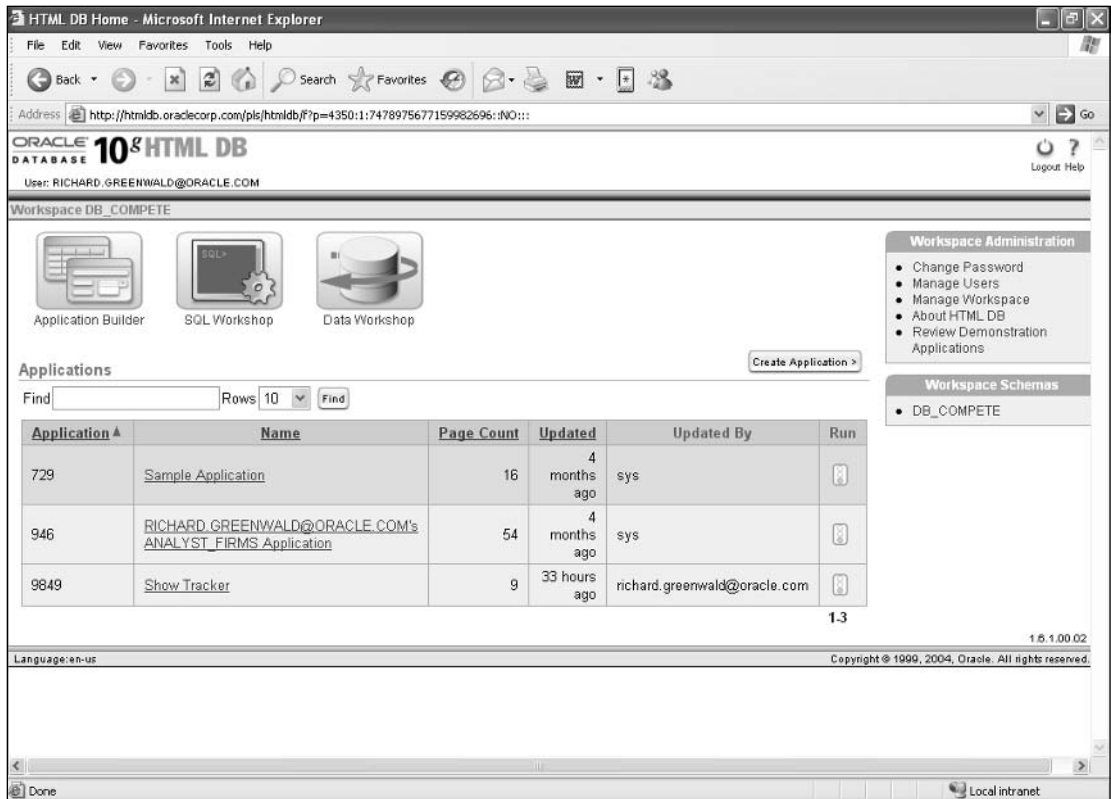 HTML DB Home - Microsoft Internet Explorer
File Edit View Favorites Tools Help
Back Search Favorites
Address http://htmldb.oraclecorp.com/pls/htmldb/f?p=4350:1:7478975677159982696::NO::: Go
ORACLE DATABASE 10g HTML DB
Logout Help
User: RICHARD.GREENWALD@ORACLE.COM
Workspace DB_COMPETE
SQL>
Application Builder SQL Workshop Data Workshop
Workspace Administration
Change Password
Manage Users
Manage Workspace
About HTML DB
Review Demonstration
Applications
Workspace Schemas
DB_COMPETE
Applications Create Application >
Find Rows 10 Find
Application Name Page Count Updated Updated By Run
729 Sample Application 16 4 months ago sys
946 RICHARD.GREENWALD@ORACLE.COM's ANALYST_FIRMS Application 54 4 months ago sys
9849 Show Tracker 9 33 hours ago richard.greenwald@oracle.com
1-3
1.6.1.00.02
Language:en-us Copyright © 1999, 2004, Oracle. All rights reserved.
Done Local intranet